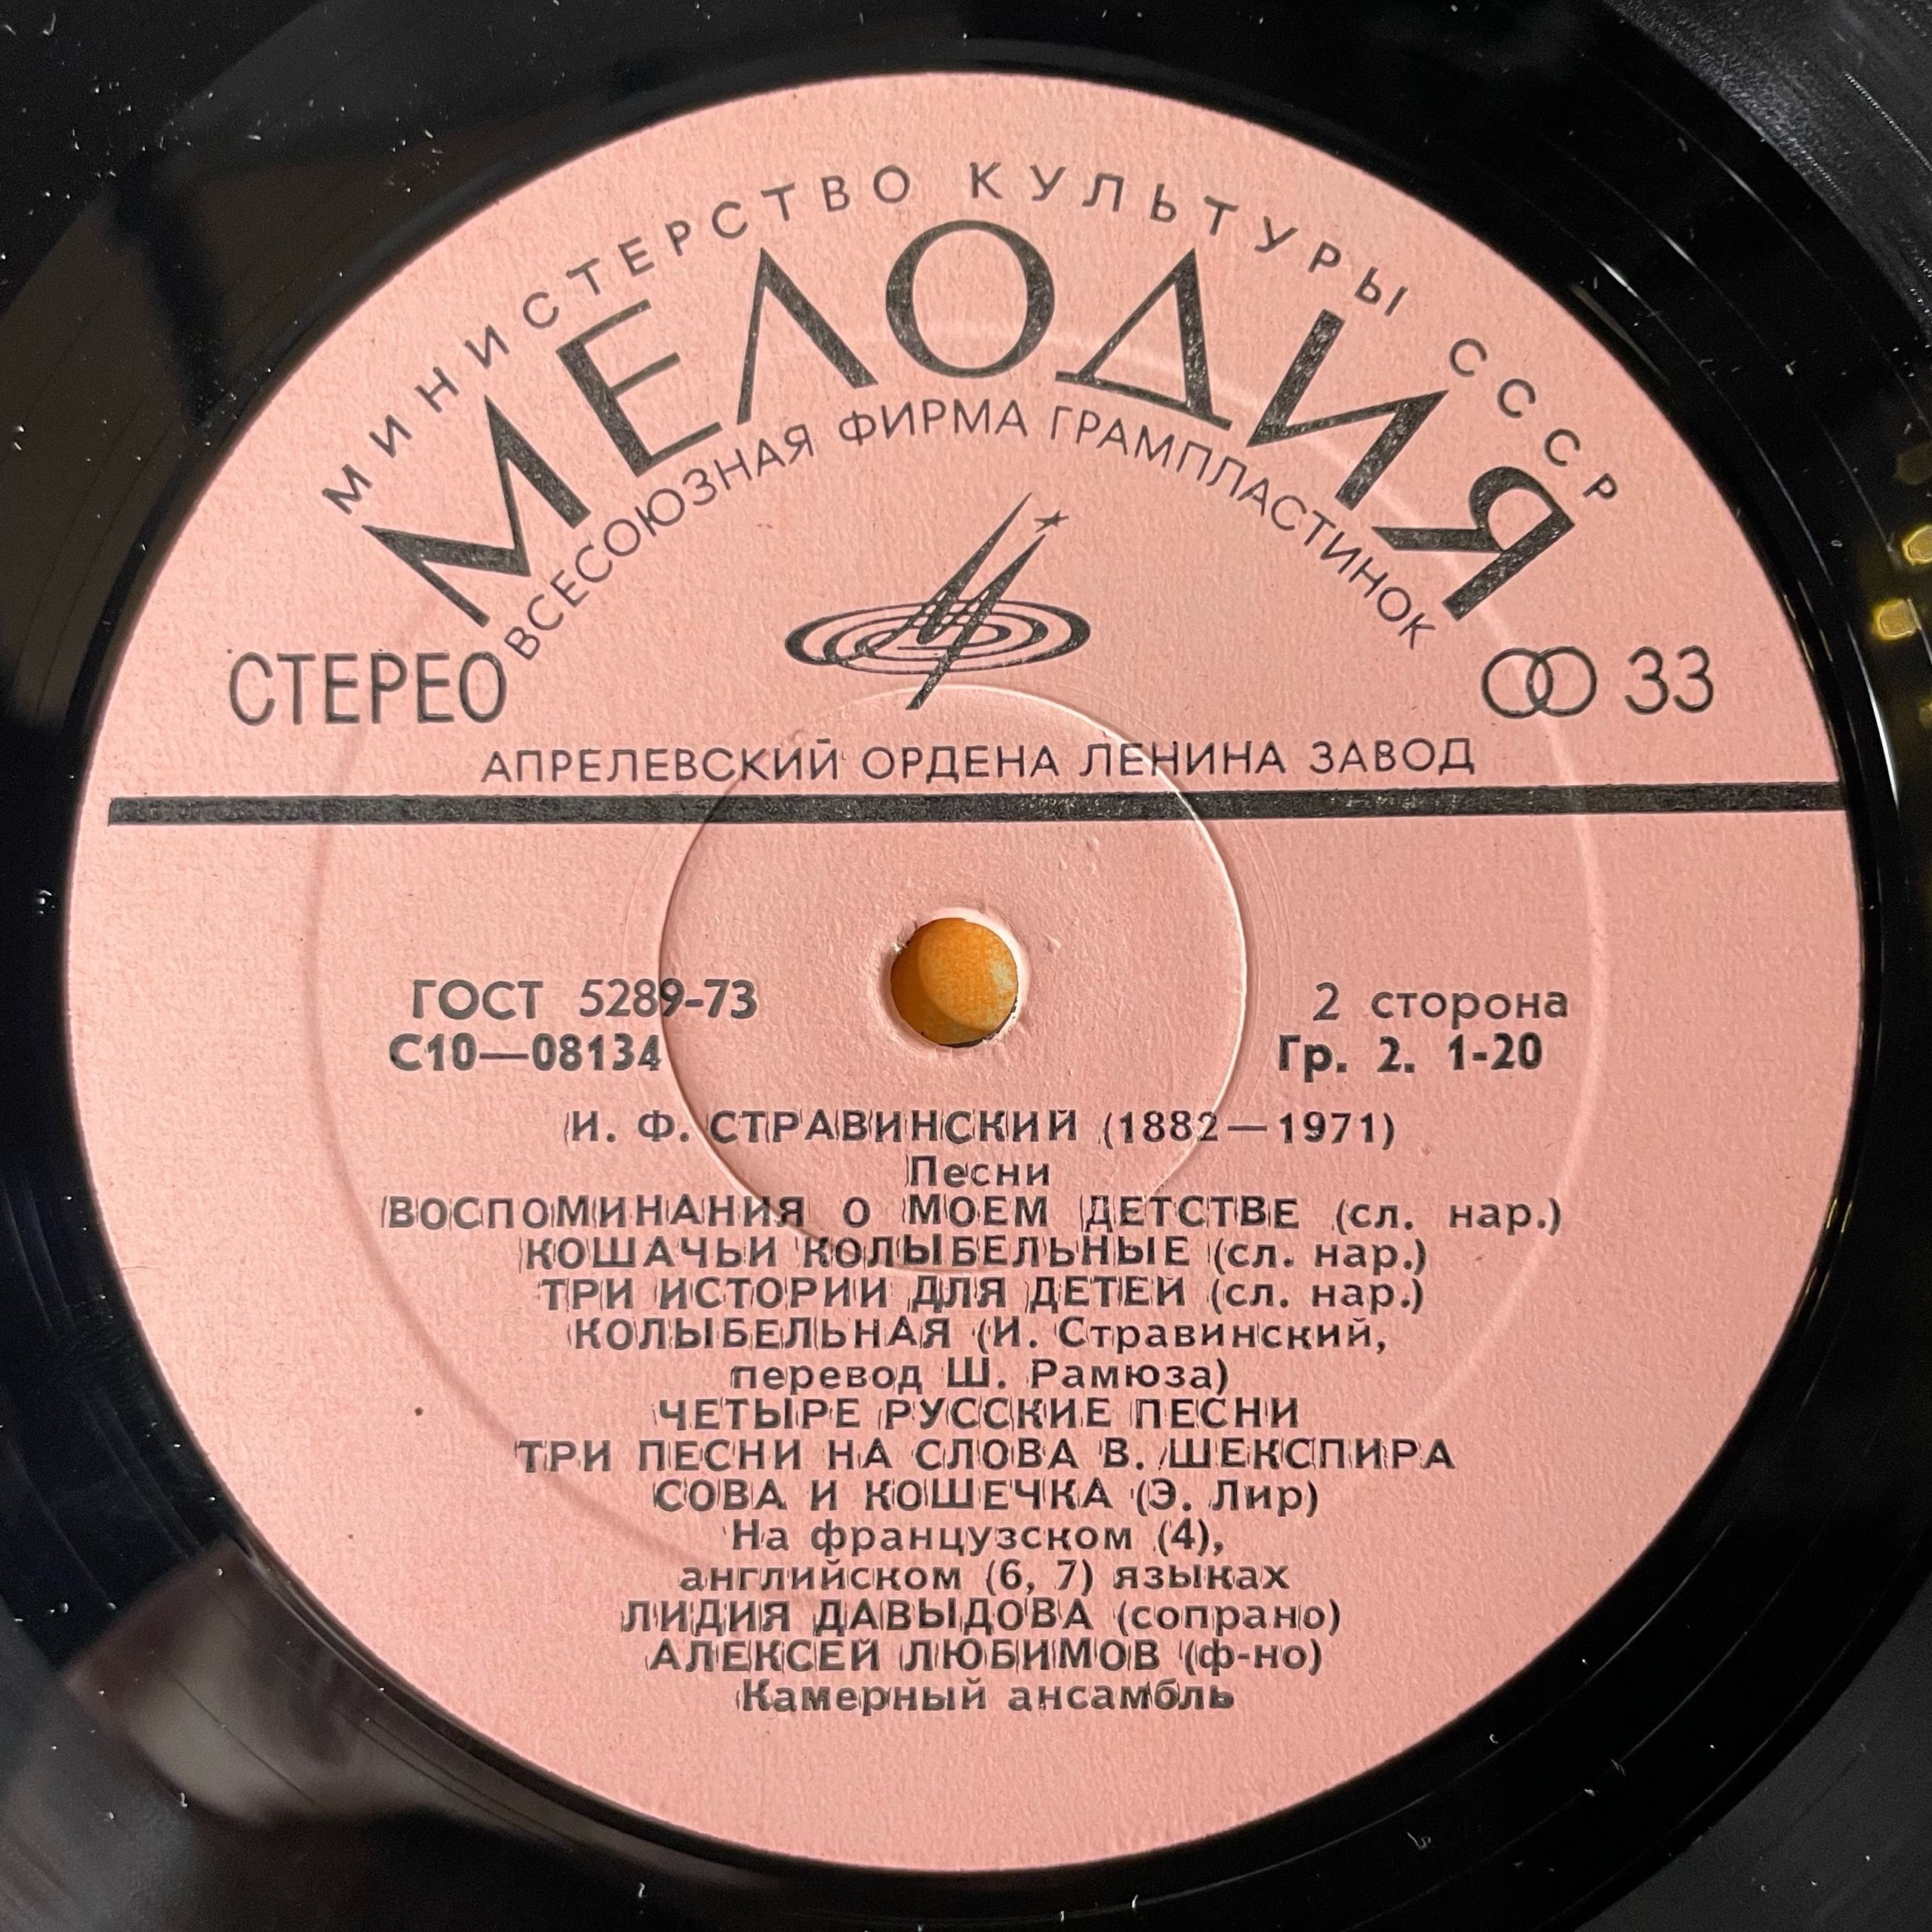 МИНИСТЕРСТВО КУЛЬТУРЫ СССР
МЕЛОДИЯ
ВСЕСОЮЗНАЯ ФИРМА ГРАМПЛАСТИНОК
СТЕРЕО
33
АПРЕЛЕВСКИЙ ОРДЕНА ЛЕНИНА ЗАВОД
ГОСТ 5289-73
2 сторона
С10—08134
Гр. 2. 1-20
И. Ф. СТРАВИНСКИЙ (1882—1971)
Песни
ВОСПОМИНАНИЯ О МОЕМ ДЕТСТВЕ (сл. нар.)
КОШАЧЬИ КОЛЫБЕЛЬНЫЕ (сл. нар.)
ТРИ ИСТОРИИ ДЛЯ ДЕТЕЙ (сл. нар.)
КОЛЫБЕЛЬНАЯ (И. Стравинский,
перевод Ш. Рамюза)
ЧЕТЫРЕ РУССКИЕ ПЕСНИ
ТРИ ПЕСНИ НА СЛОВА В. ШЕКСПИРА
СОВА И КОШЕЧКА (Э. Лир)
На французском (4),
английском (6, 7) языках
ЛИДИЯ ДАВЫДОВА (сопрано)
АЛЕКСЕЙ ЛЮБИМОВ (ф-но)
Камерный ансамбль